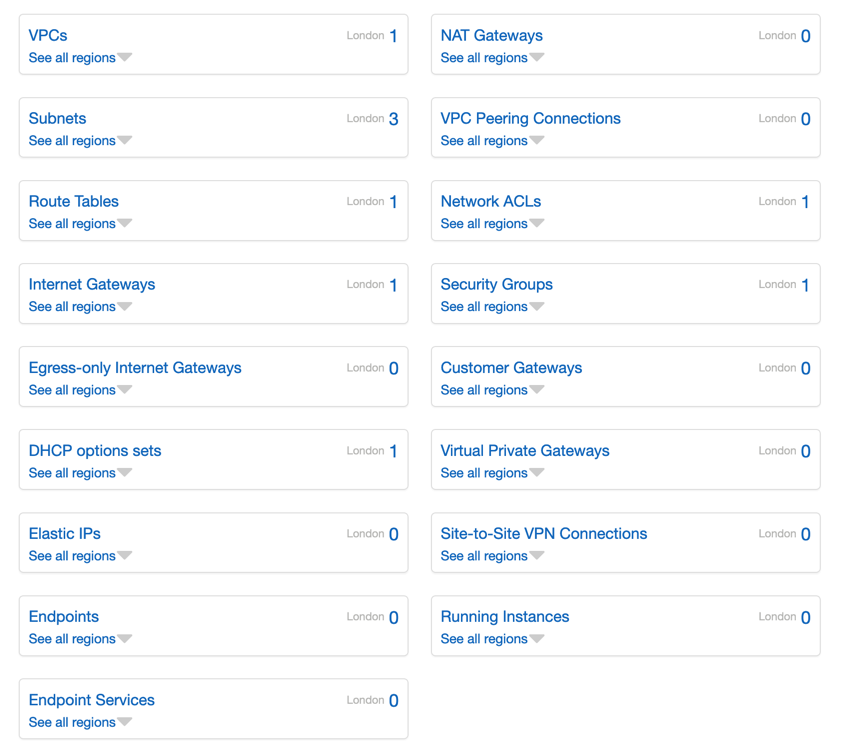 VPCs London 1
See all regions
NAT Gateways London 0
See all regions
Subnets London 3
See all regions
VPC Peering Connections London 0
See all regions
Route Tables London 1
See all regions
Network ACLs London 1
See all regions
Internet Gateways London 1
See all regions
Security Groups London 1
See all regions
Egress-only Internet Gateways London 0
See all regions
Customer Gateways London 0
See all regions
DHCP options sets London 1
See all regions
Virtual Private Gateways London 0
See all regions
Elastic IPs London 0
See all regions
Site-to-Site VPN Connections London 0
See all regions
Endpoints London 0
See all regions
Running Instances London 0
See all regions
Endpoint Services London 0
See all regions